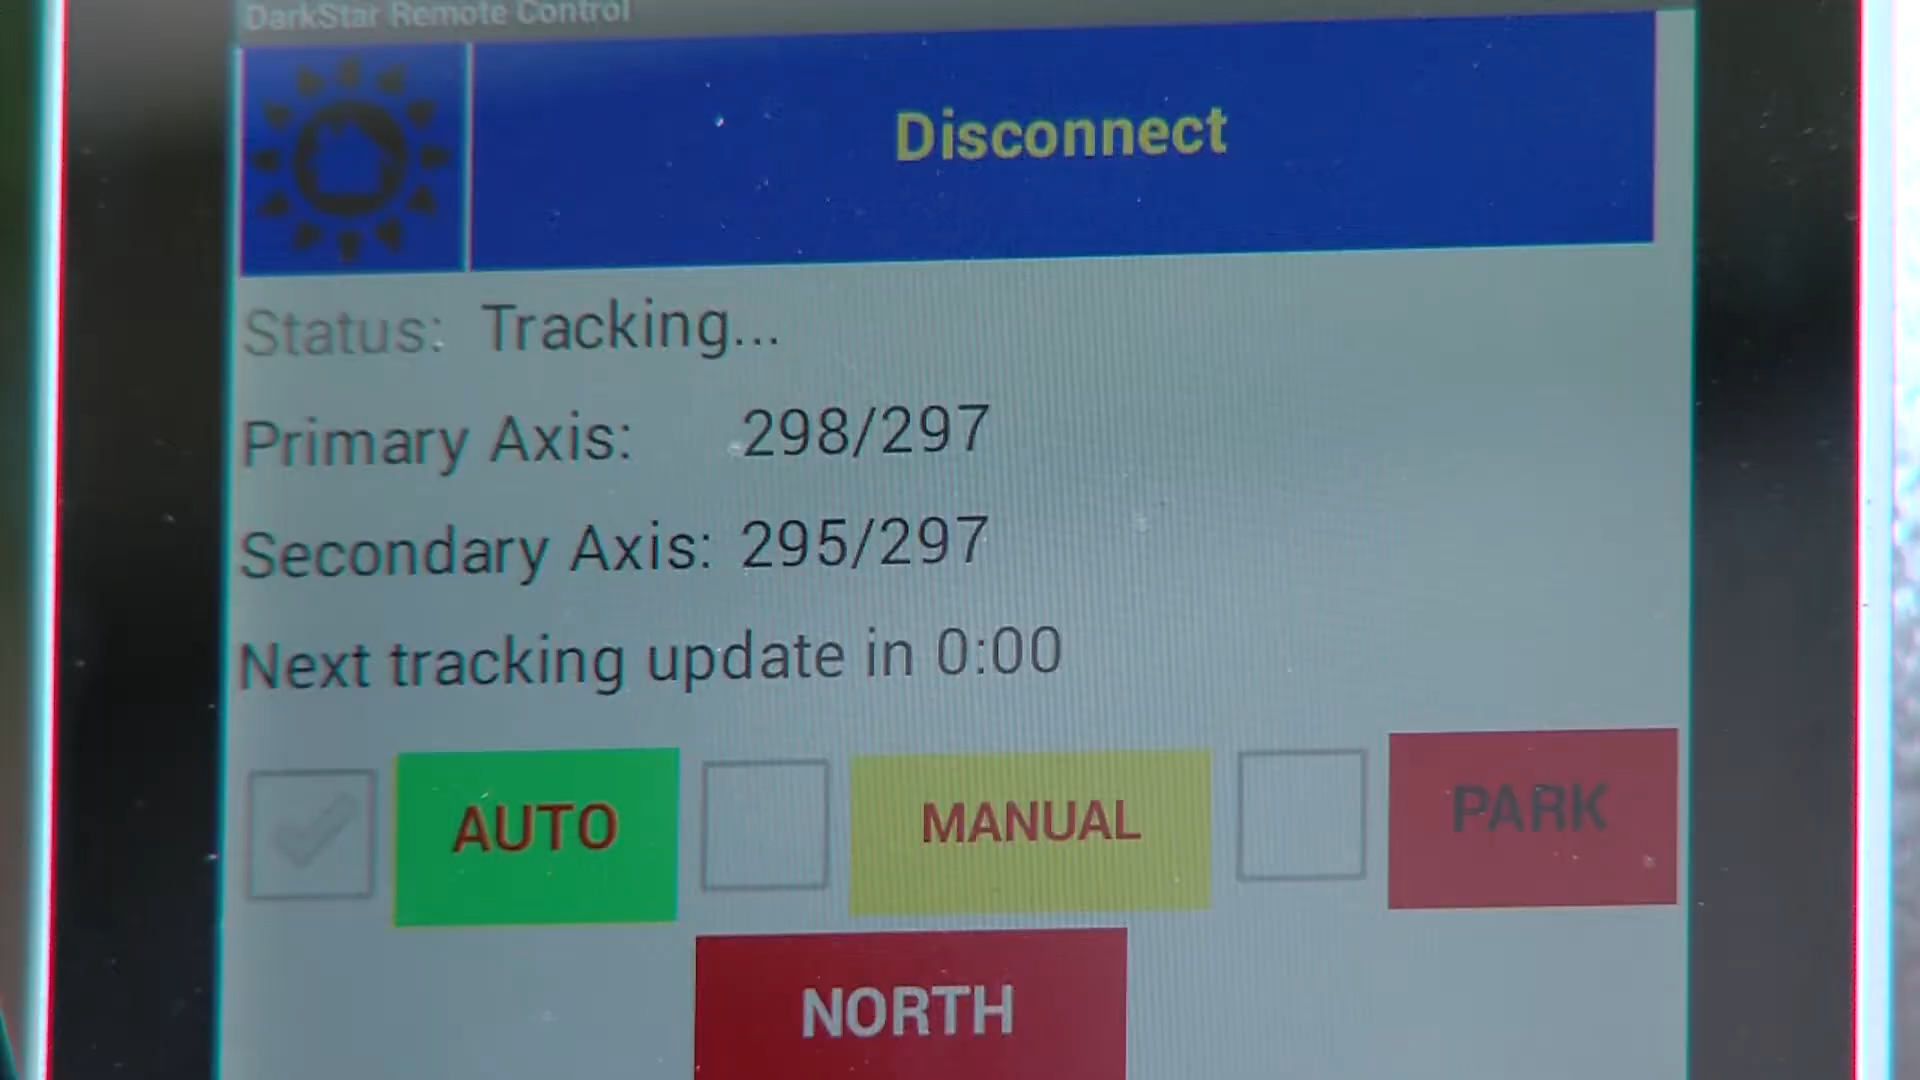 DarkStar Remote Control
Disconnect
Status: Tracking...
Primary Axis: 298/297
Secondary Axis: 295/297
Next tracking update in 0:00
AUTO MANUAL PARK
NORTH